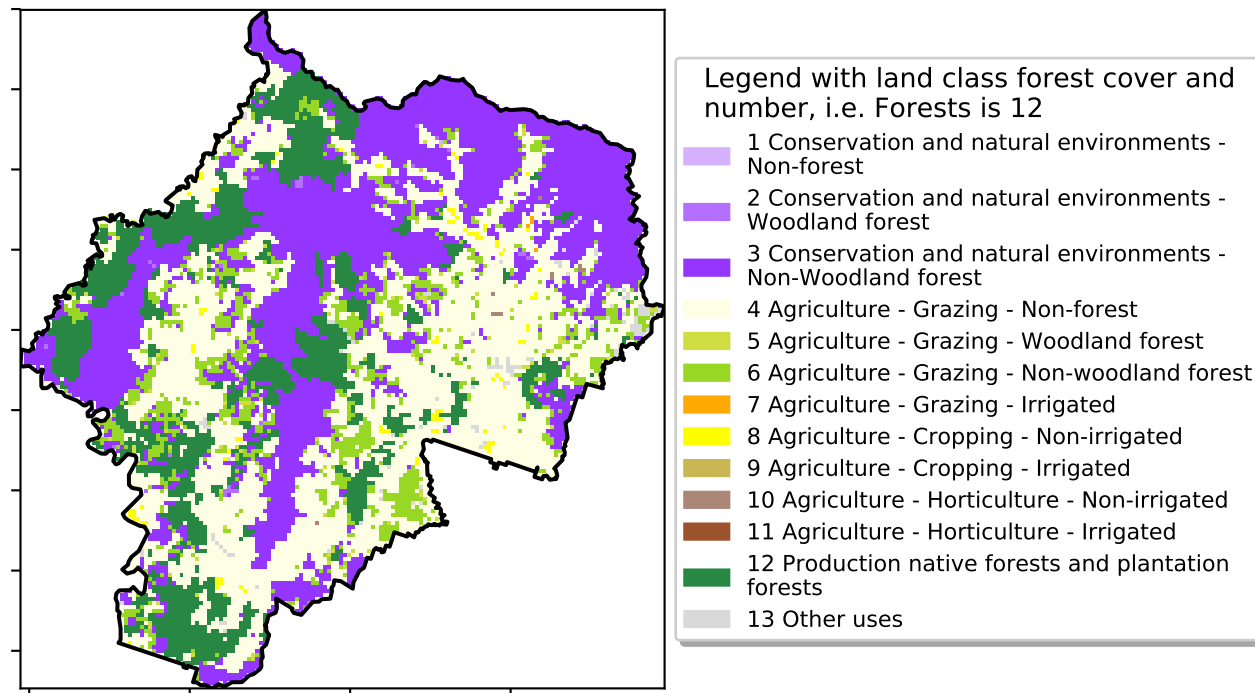 Legend with land class forest cover and
number, i.e. Forests is 12
1 Conservation and natural environments -
Non-forest
2 Conservation and natural environments -
Woodland forest
3 Conservation and natural environments -
Non-Woodland forest
4 Agriculture - Grazing - Non-forest
5 Agriculture - Grazing - Woodland forest
6 Agriculture - Grazing - Non-woodland forest
7 Agriculture - Grazing - Irrigated
8 Agriculture - Cropping - Non-irrigated
9 Agriculture - Cropping - Irrigated
10 Agriculture - Horticulture - Non-irrigated
11 Agriculture - Horticulture - Irrigated
12 Production native forests and plantation
forests
13 Other uses